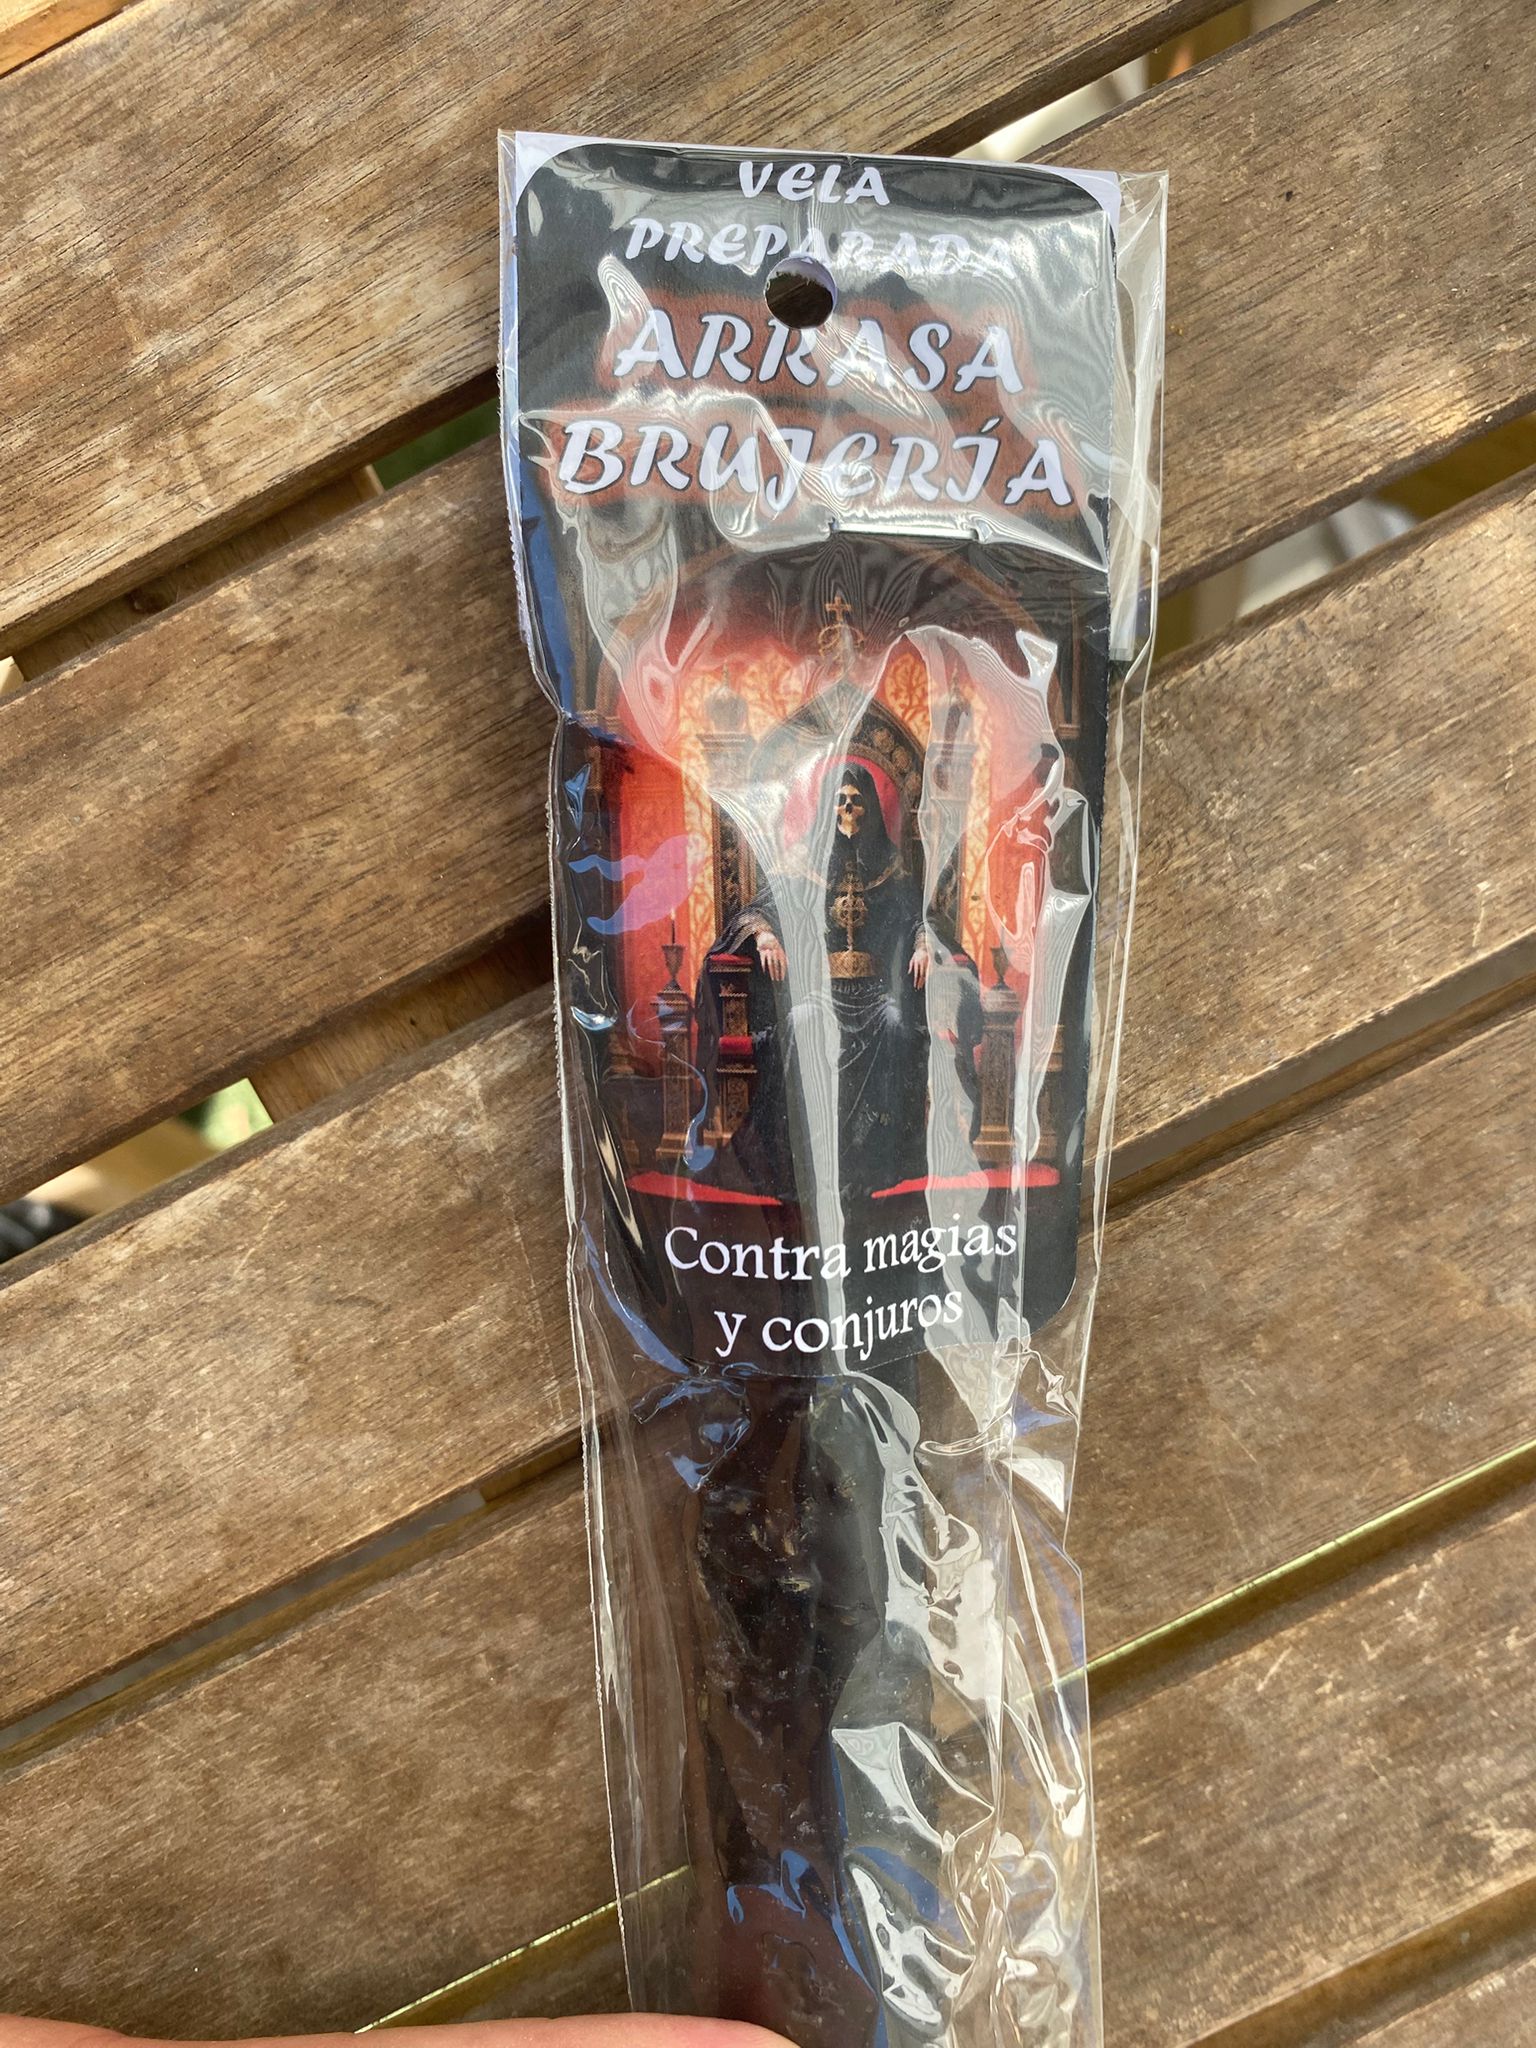 VELA
PREPARADA
ARRASA
BRUJERÍA
Contra magias
y conjuros